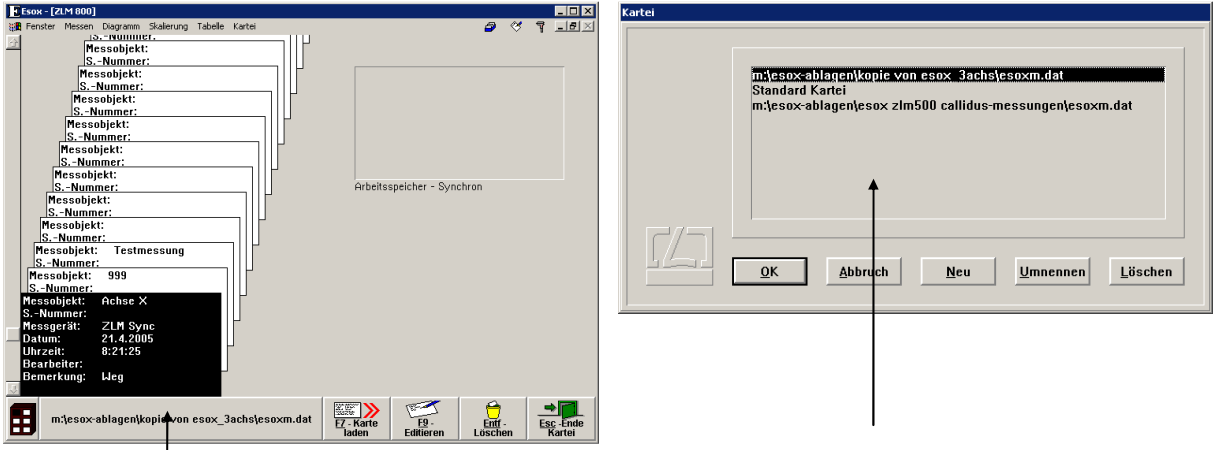 Esox - [ZLM 800]
Fenster Messen Diagramm Skalierung Tabelle Kartei
S.-Nummer:
Messobjekt:
S.-Nummer:
Messobjekt:
S.-Nummer:
Messobjekt:
S.-Nummer:
Messobjekt:
S.-Nummer:
Messobjekt:
S.-Nummer:
Messobjekt:
S.-Nummer:
Messobjekt:
S.-Nummer:
Messobjekt:
S.-Nummer:
Messobjekt: Testmessung
S.-Nummer:
Messobjekt: 999
S.-Nummer:
Messobjekt: Achse X
S.-Nummer:
Messgerät: ZLM Sync
Datum: 21.4.2005
Uhrzeit: 8:21:25
Bearbeiter:
Bemerkung: Weg
Arbeitsspeicher - Synchron
m:\esox-ablagen\kopie von esox_3achs\esoxm.dat
F7 - Karte
laden
F9 -
Editieren
Entf -
Löschen
Esc -Ende
Kartei
Kartei
m:\esox-ablagen\kopie von esox_3achs\esoxm.dat
Standard Kartei
m:\esox-ablagen\esox zlm500 callidus-messungen\esoxm.dat
OK
Abbruch
Neu
Umnennen
Löschen